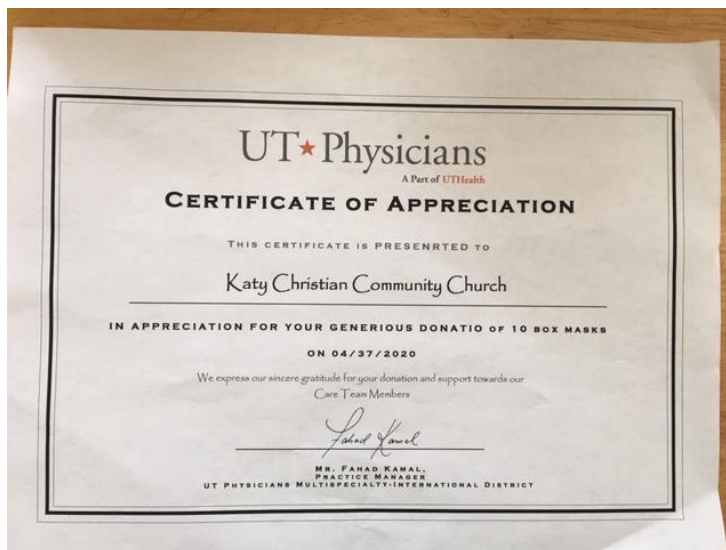 UT★Physicians
A Part of UTHealth
CERTIFICATE OF APPRECIATION
THIS CERTIFICATE IS PRESENRTED TO
Katy Christian Community Church
IN APPRECIATION FOR YOUR GENERIOUS DONATIO OF 10 BOX MASKS
ON 04/37/2020
We express our sincere gratitude for your donation and support towards our
Care Team Members
Fahad Kamal
MR. FAHAD KAMAL,
PRACTICE MANAGER
UT PHYSICIANS MULTISPECIALTY-INTERNATIONAL DISTRICT